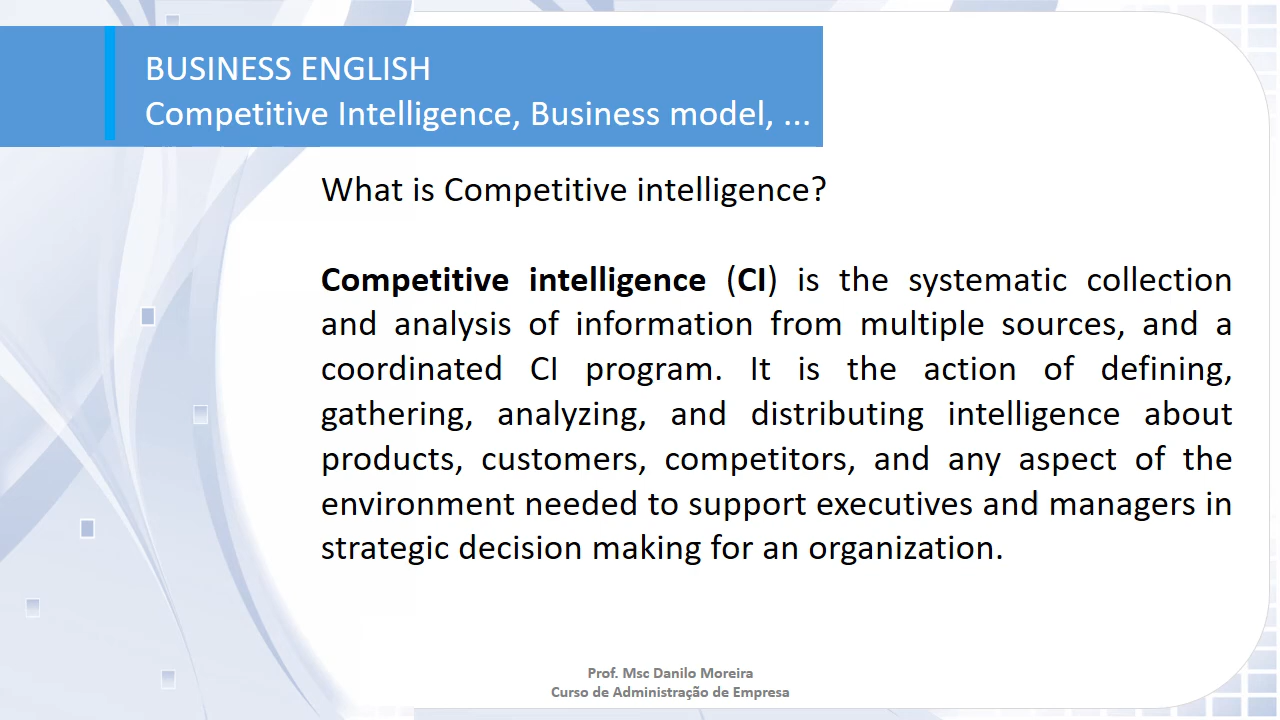 BUSINESS ENGLISH
Competitive Intelligence, Business model, ...
What is Competitive intelligence?
Competitive intelligence (CI) is the systematic collection
and analysis of information from multiple sources, and a
coordinated CI program. It is the action of defining,
gathering, analyzing, and distributing intelligence about
products, customers, competitors, and any aspect of the
environment needed to support executives and managers in
strategic decision making for an organization.
Prof. Msc Danilo Moreira
Curso de Administração de Empresa